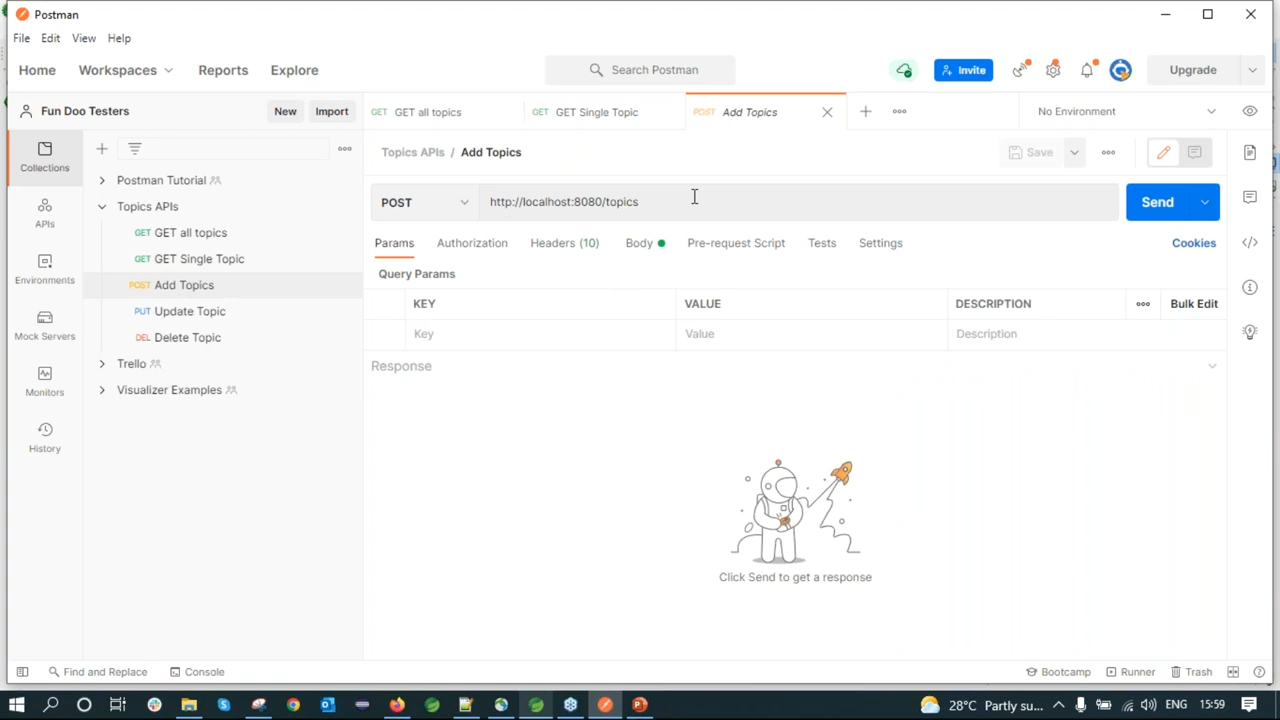 Postman
File Edit View Help
Home Workspaces Reports Explore Search Postman Invite Upgrade
Fun Doo Testers New Import GET GET all topics GET GET Single Topic POST Add Topics No Environment
Collections
APIs
Environments
Mock Servers
Monitors
History
Postman Tutorial
Topics APIs
GET GET all topics
GET GET Single Topic
POST Add Topics
PUT Update Topic
DEL Delete Topic
Trello
Visualizer Examples
Topics APIs / Add Topics Save
POST http://localhost:8080/topics Send
Params Authorization Headers (10) Body Pre-request Script Tests Settings Cookies
Query Params
KEY VALUE DESCRIPTION Bulk Edit
Key Value Description
Response
Click Send to get a response
Find and Replace Console Bootcamp Runner Trash
28°C Partly su... ENG 15:59